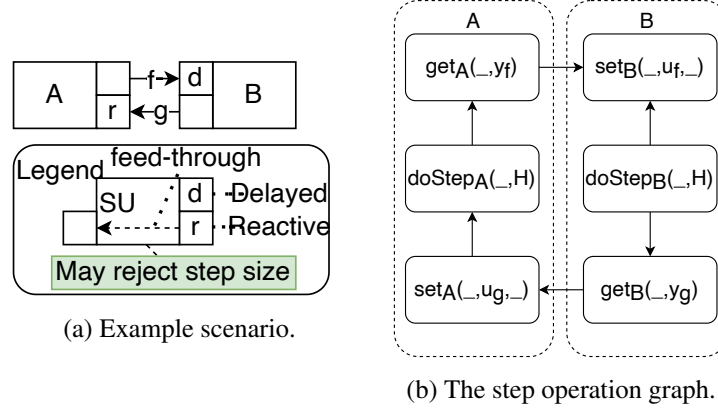 A
f
d
B
r
g
Legend
feed-through
SU
d
Delayed
r
Reactive
May reject step size
(a) Example scenario.
A
B
getA(_,yf)
setB(_,uf,_)
doStepA(_,H)
doStepB(_,H)
setA(_,ug,_)
getB(_,yg)
(b) The step operation graph.